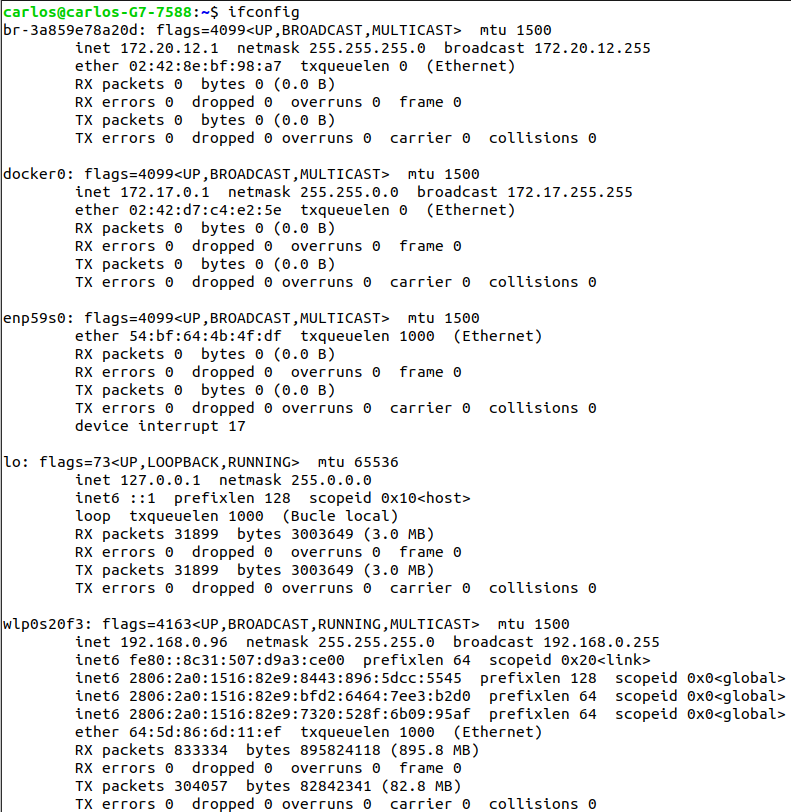 carlos@carlos-G7-7588:~$ ifconfig
br-3a859e78a20d: flags=4099<UP,BROADCAST,MULTICAST>  mtu 1500
        inet 172.20.12.1  netmask 255.255.255.0  broadcast 172.20.12.255
        ether 02:42:8e:bf:98:a7  txqueuelen 0  (Ethernet)
        RX packets 0  bytes 0 (0.0 B)
        RX errors 0  dropped 0  overruns 0  frame 0
        TX packets 0  bytes 0 (0.0 B)
        TX errors 0  dropped 0 overruns 0  carrier 0  collisions 0

docker0: flags=4099<UP,BROADCAST,MULTICAST>  mtu 1500
        inet 172.17.0.1  netmask 255.255.0.0  broadcast 172.17.255.255
        ether 02:42:d7:c4:e2:5e  txqueuelen 0  (Ethernet)
        RX packets 0  bytes 0 (0.0 B)
        RX errors 0  dropped 0  overruns 0  frame 0
        TX packets 0  bytes 0 (0.0 B)
        TX errors 0  dropped 0 overruns 0  carrier 0  collisions 0

enp59s0: flags=4099<UP,BROADCAST,MULTICAST>  mtu 1500
        ether 54:bf:64:4b:4f:df  txqueuelen 1000  (Ethernet)
        RX packets 0  bytes 0 (0.0 B)
        RX errors 0  dropped 0  overruns 0  frame 0
        TX packets 0  bytes 0 (0.0 B)
        TX errors 0  dropped 0 overruns 0  carrier 0  collisions 0
        device interrupt 17

lo: flags=73<UP,LOOPBACK,RUNNING>  mtu 65536
        inet 127.0.0.1  netmask 255.0.0.0
        inet6 ::1  prefixlen 128  scopeid 0x10<host>
        loop  txqueuelen 1000  (Bucle local)
        RX packets 31899  bytes 3003649 (3.0 MB)
        RX errors 0  dropped 0  overruns 0  frame 0
        TX packets 31899  bytes 3003649 (3.0 MB)
        TX errors 0  dropped 0 overruns 0  carrier 0  collisions 0

wlp0s20f3: flags=4163<UP,BROADCAST,RUNNING,MULTICAST>  mtu 1500
        inet 192.168.0.96  netmask 255.255.255.0  broadcast 192.168.0.255
        inet6 fe80::8c31:507:d9a3:ce00  prefixlen 64  scopeid 0x20<link>
        inet6 2806:2a0:1516:82e9:8443:896:5dcc:5545  prefixlen 128  scopeid 0x0<global>
        inet6 2806:2a0:1516:82e9:bfd2:6464:7ee3:b2d0  prefixlen 64  scopeid 0x0<global>
        inet6 2806:2a0:1516:82e9:7320:528f:6b09:95af  prefixlen 64  scopeid 0x0<global>
        ether 64:5d:86:6d:11:ef  txqueuelen 1000  (Ethernet)
        RX packets 833334  bytes 895824118 (895.8 MB)
        RX errors 0  dropped 0  overruns 0  frame 0
        TX packets 304057  bytes 82842341 (82.8 MB)
        TX errors 0  dropped 0 overruns 0  carrier 0  collisions 0